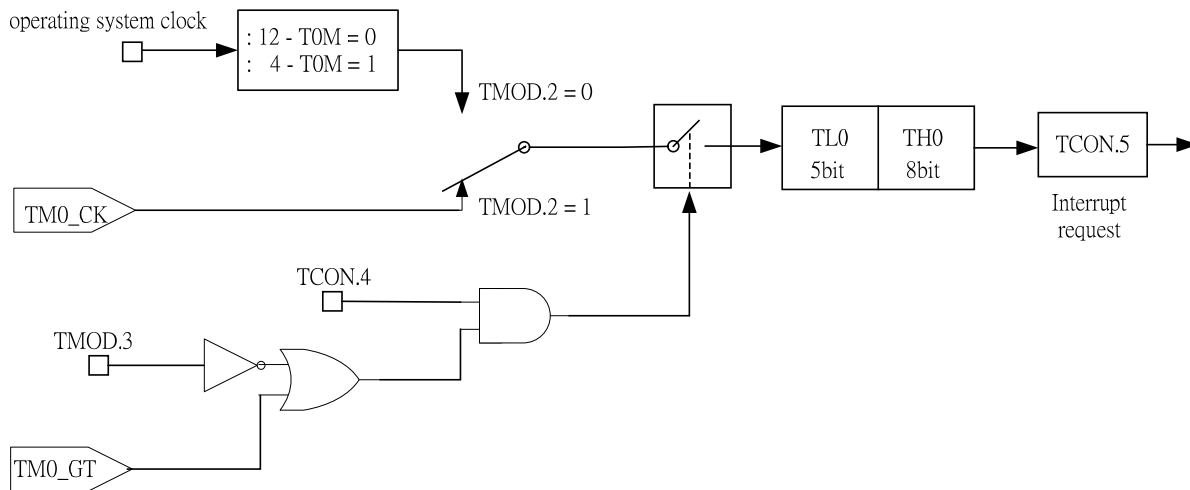 operating system clock
: 12 - T0M = 0
: 4 - T0M = 1
TMOD.2 = 0
TM0_CK
TMOD.2 = 1
TL0
5bit
TH0
8bit
TCON.5
Interrupt
request
TCON.4
TMOD.3
TM0_GT